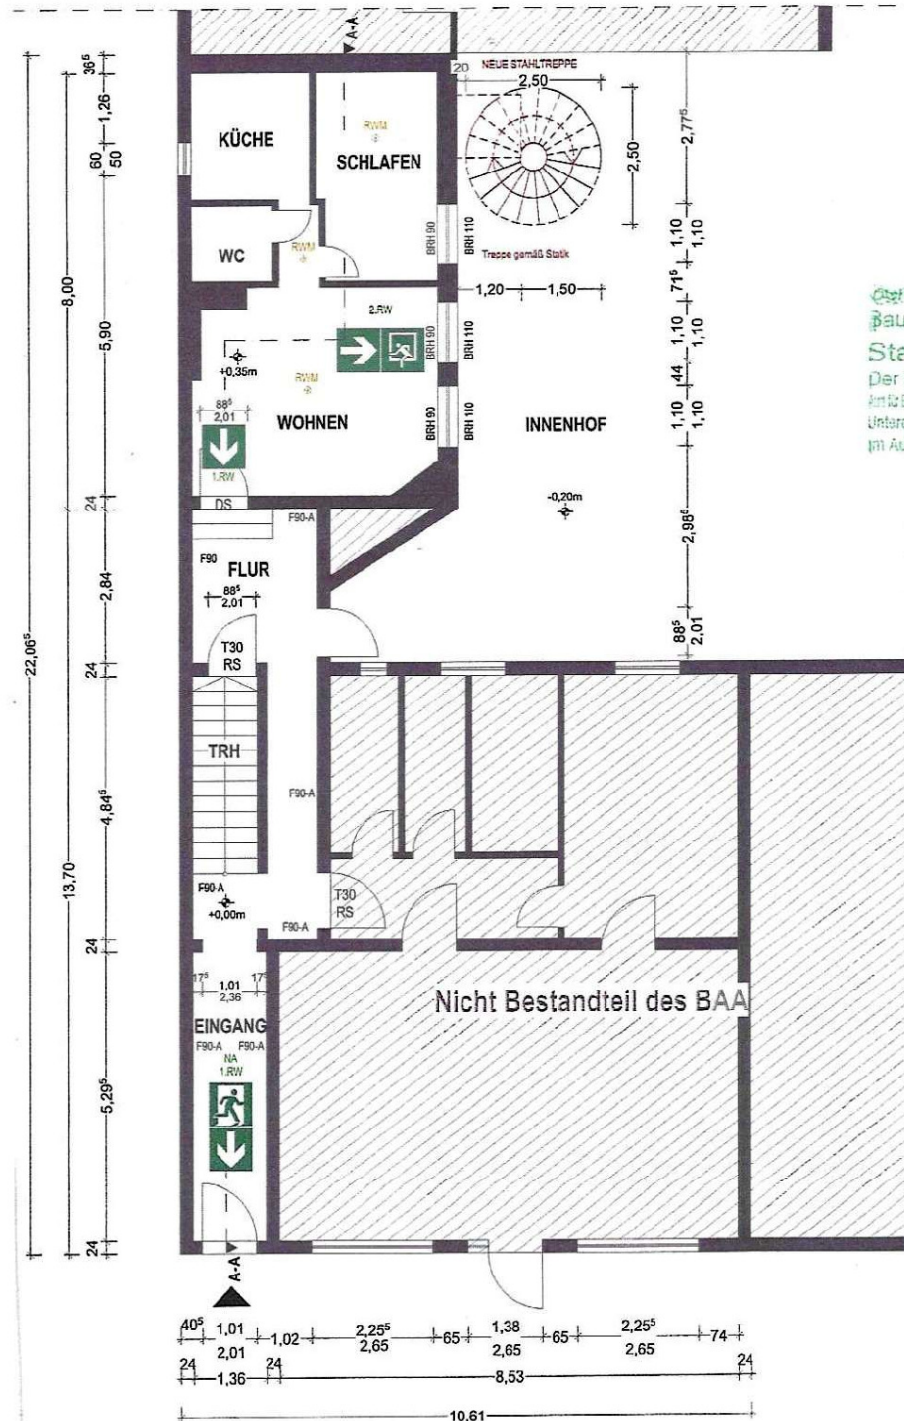 A-A
20 NEUE STAHLTREPPE
2,50
36⁵
1,26
60
50
KÜCHE
RWM
SCHLAFEN
2,50
2,77⁵
WC
RWM
BRH 90
BRH 110
Treppe gemäß Statik
1,10
1,10
1,20
1,50
71⁵
8,00
5,90
2.RW
+0,35m
BRH 90
BRH 110
1,10
1,10
Bau
Sta
Der
RWM
44
88⁵
2,01
WOHNEN
BRH 90
BRH 110
INNENHOF
1,10
1,10
1.RW
-0,20m
24
DS
F90-A
2,98⁵
F90
FLUR
2,84
88⁵
2,01
22,06⁵
T30
RS
88⁵
2,01
24
TRH
F90-A
4,84⁵
13,70
F90-A
+0,00m
T30
RS
F90-A
24
17⁵
1,01
2,36
17⁵
Nicht Bestandteil des BAA
EINGANG
F90-A F90-A
NA
1.RW
5,29⁵
24
A-A
40⁵
1,01
2,01
1,02
2,25⁵
2,65
65
1,38
2,65
65
2,25⁵
2,65
74
24
1,36
24
8,53
24
10,61